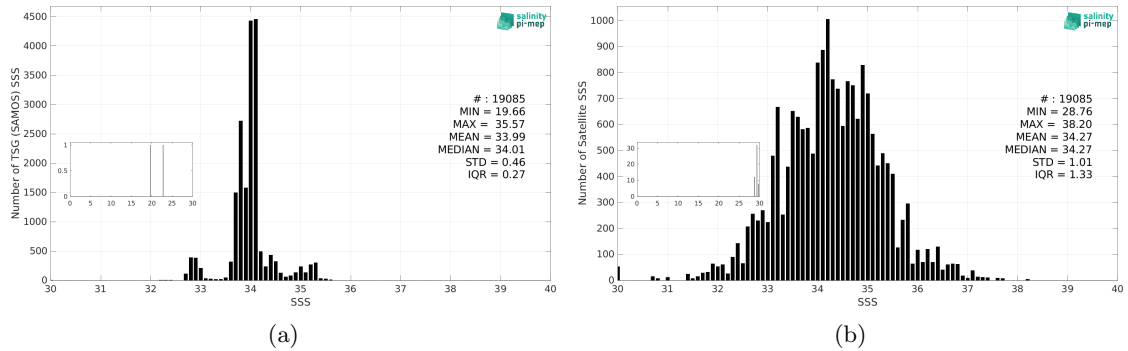 4500
4000
3500
3000
2500
2000
1500
1000
500
0
Number of TSG (SAMOS) SSS
salinity
pi-mep
# : 19085
MIN = 19.66
MAX = 35.57
MEAN = 33.99
MEDIAN = 34.01
STD = 0.46
IQR = 0.27
1
0.5
0
0 5 10 15 20 25 30
30 31 32 33 34 35 36 37 38 39 40
SSS
(a)
1000
900
800
700
600
500
400
300
200
100
0
Number of Satellite SSS
salinity
pi-mep
# : 19085
MIN = 28.76
MAX = 38.20
MEAN = 34.27
MEDIAN = 34.27
STD = 1.01
IQR = 1.33
30
20
10
0
0 5 10 15 20 25 30
30 31 32 33 34 35 36 37 38 39 40
SSS
(b)